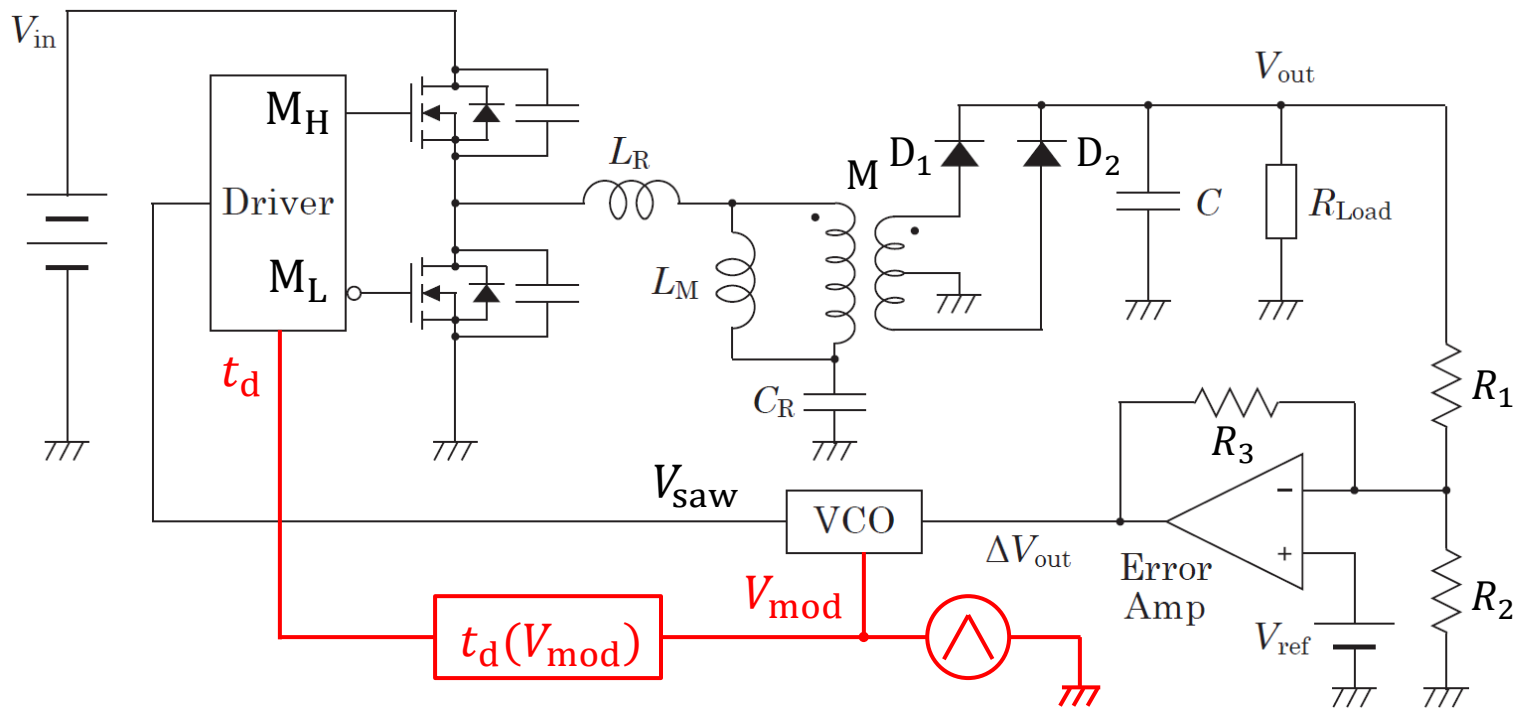 V_in
M_H
Driver
M_L
t_d
L_R
L_M
M
C_R
D_1
D_2
V_out
C
R_Load
R_1
R_3
V_saw
VCO
ΔV_out
−
+
Error
Amp
R_2
V_ref
V_mod
t_d(V_mod)